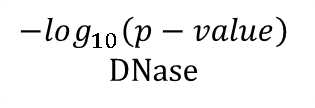 −log₁₀(p − value)
DNase